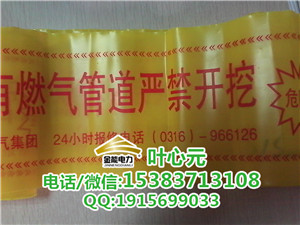 有燃气管道严禁开挖
危
气集团 24小时报修电话（0316）-966126
金能电力
叶心元
电话/微信:15383713108
QQ:1915699033